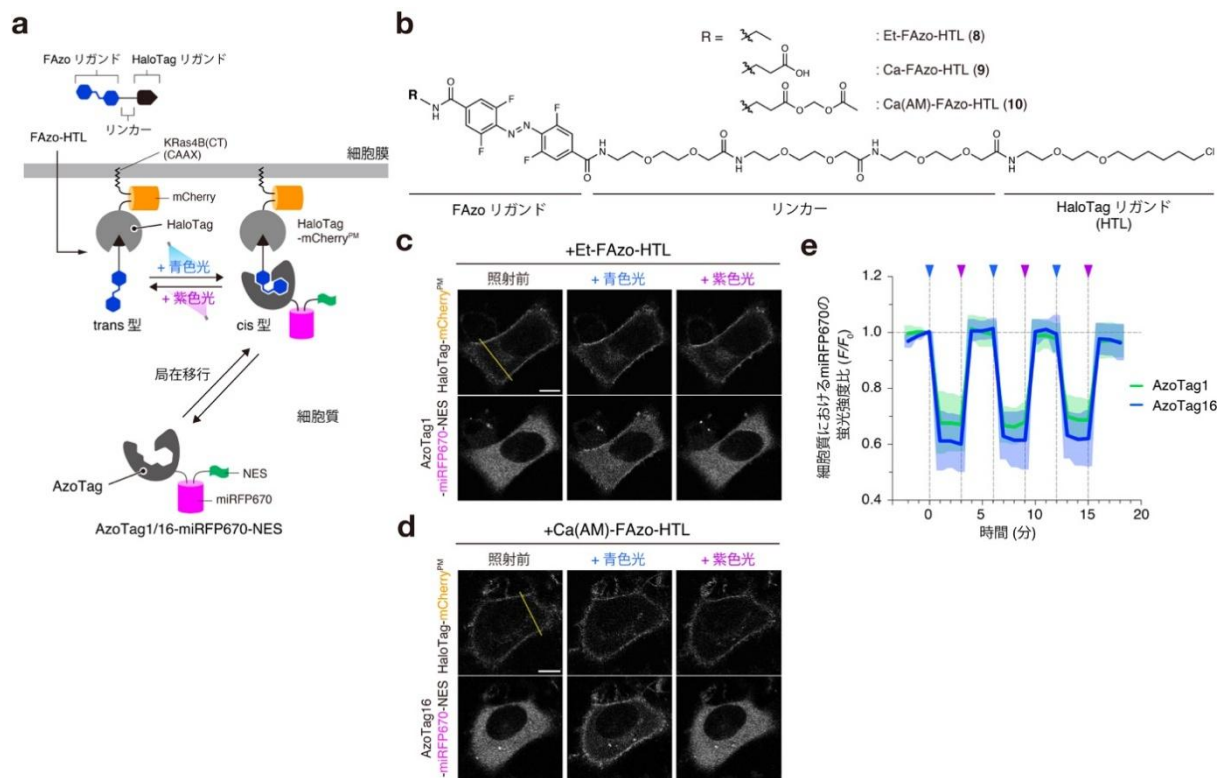 a
FAzo リガンド
HaloTag リガンド
リンカー
FAzo-HTL
KRas4B(CT)
(CAAX)
細胞膜
mCherry
HaloTag
HaloTag
-mCherryPM
+ 青色光
+ 紫色光
trans 型
cis 型
局在移行
細胞質
AzoTag
NES
miRFP670
AzoTag1/16-miRFP670-NES
b
R =
: Et-FAzo-HTL (8)
OH
O
: Ca-FAzo-HTL (9)
O
O
O
O
: Ca(AM)-FAzo-HTL (10)
R
N
H
O
F
F
N
N
F
F
O
N
H
O
O
O
N
H
O
O
O
N
H
O
O
O
N
H
O
O
Cl
FAzo リガンド
リンカー
HaloTag リガンド
(HTL)
c
+Et-FAzo-HTL
照射前
+ 青色光
+ 紫色光
HaloTag-mCherryPM
AzoTag1
-miRFP670-NES
d
+Ca(AM)-FAzo-HTL
照射前
+ 青色光
+ 紫色光
HaloTag-mCherryPM
AzoTag16
-miRFP670-NES
e
細胞質におけるmiRFP670の
蛍光強度比 (F/F0)
1.2
1.0
0.8
0.6
0.4
0
5
10
15
20
時間 (分)
AzoTag1
AzoTag16